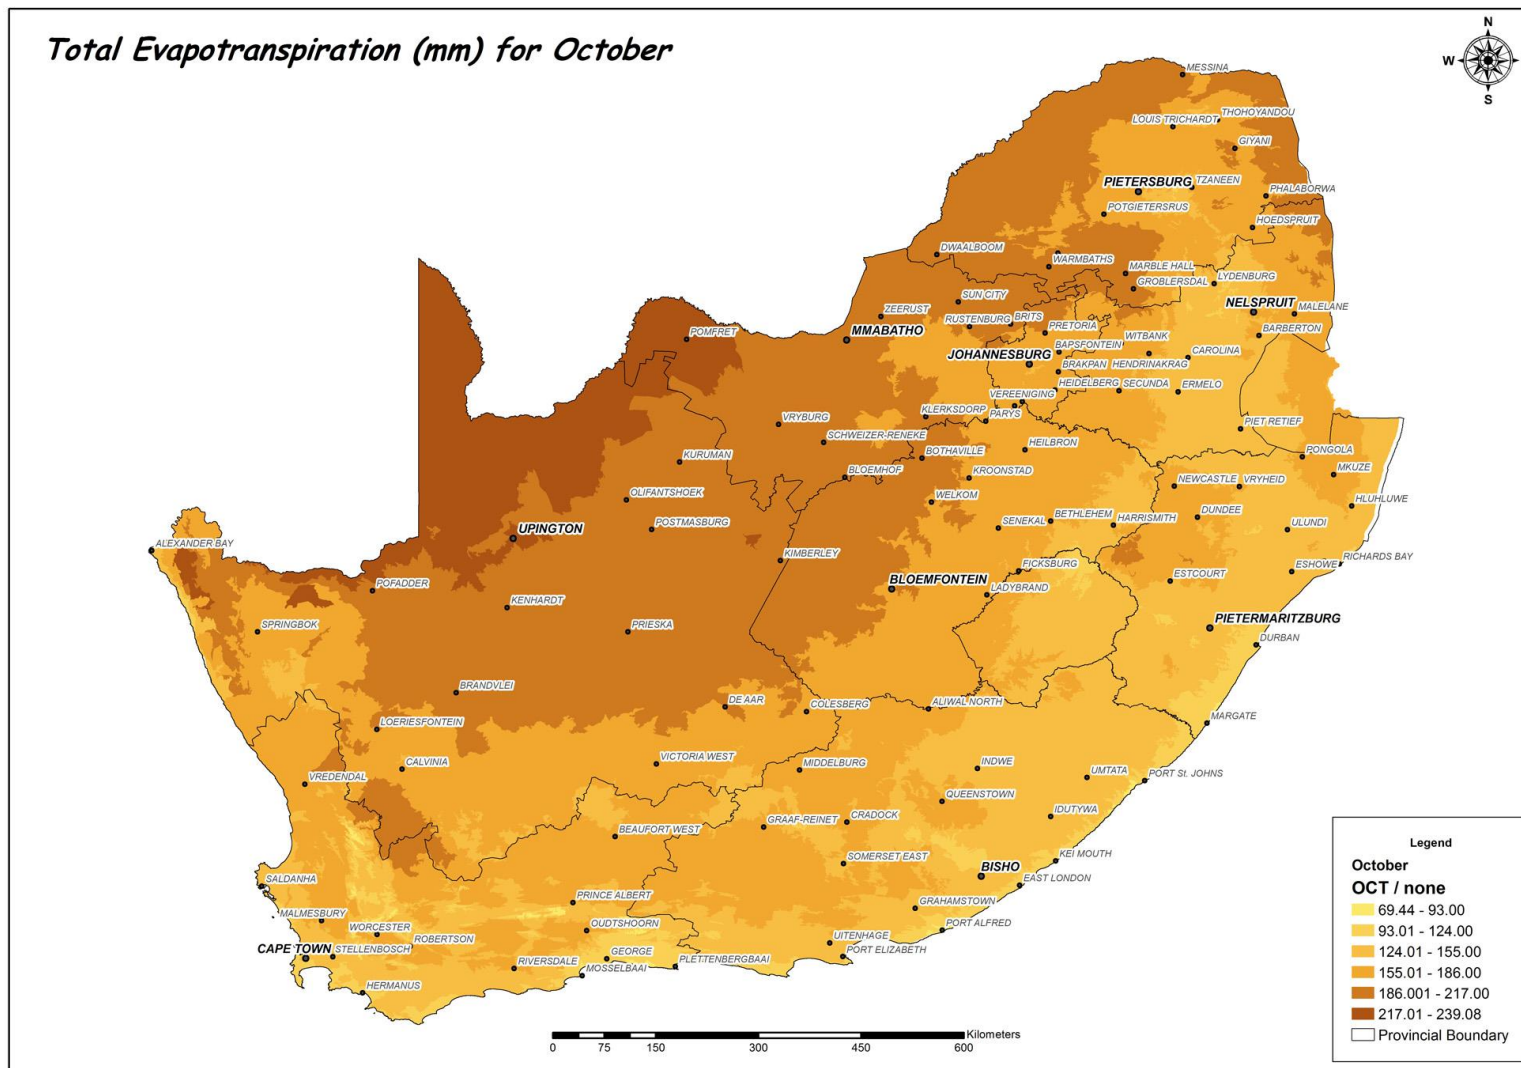 Total Evapotranspiration (mm) for October
N
W
S
MESSINA
THOHOYANDOU
LOUIS TRICHARDT
GIYANI
PIETERSBURG
TZANEEN
PHALABORWA
POTGIETERSRUS
HOEDSPRUIT
DWAALBOOM
WARMBATHS
MARBLE HALL
LYDENBURG
GROBLERSDAL
SUN CITY
NELSPRUIT
ZEERUST
MALELANE
RUSTENBURG
BRITS
POMFRET
MMABATHO
PRETORIA
WITBANK
BARBERTON
JOHANNESBURG
BAPSFONTEIN
CAROLINA
BRAKPAN
HENDRINAKRAG
HEIDELBERG
SECUNDA
ERMELO
VEREENIGING
KLERKSDORP
PARYS
VRYBURG
PIET RETIEF
SCHWEIZER-RENEKE
BOTHAVILLE
HEILBRON
PONGOLA
KURUMAN
BLOEMHOF
KROONSTAD
NEWCASTLE
VRYHEID
MKUZE
OLIFANTSHOEK
WELKOM
HLUHLUWE
UPINGTON
POSTMASBURG
SENEKAL
BETHLEHEM
HARRISMITH
DUNDEE
ULUNDI
ALEXANDER BAY
KIMBERLEY
FICKSBURG
RICHARDS BAY
ESHOWE
POFADDER
BLOEMFONTEIN
LADYBRAND
ESTCOURT
KENHARDT
SPRINGBOK
PRIESKA
PIETERMARITZBURG
DURBAN
BRANDVLEI
DE AAR
COLESBERG
ALIWAL NORTH
LOERIESFONTEIN
MARGATE
CALVINIA
VICTORIA WEST
MIDDELBURG
INDWE
VREDENDAL
UMTATA
PORT St. JOHNS
QUEENSTOWN
IDUTYWA
GRAAF-REINET
CRADOCK
BEAUFORT WEST
SOMERSET EAST
KEI MOUTH
BISHO
SALDANHA
EAST LONDON
PRINCE ALBERT
GRAHAMSTOWN
MALMESBURY
WORCESTER
OUDTSHOORN
PORT ALFRED
CAPE TOWN
STELLENBOSCH
ROBERTSON
GEORGE
UITENHAGE
PORT ELIZABETH
RIVERSDALE
MOSSELBAAI
PLETTENBERGBAAI
HERMANUS
Kilometers
0 75 150 300 450 600
Legend
October
OCT / none
69.44 - 93.00
93.01 - 124.00
124.01 - 155.00
155.01 - 186.00
186.001 - 217.00
217.01 - 239.08
Provincial Boundary